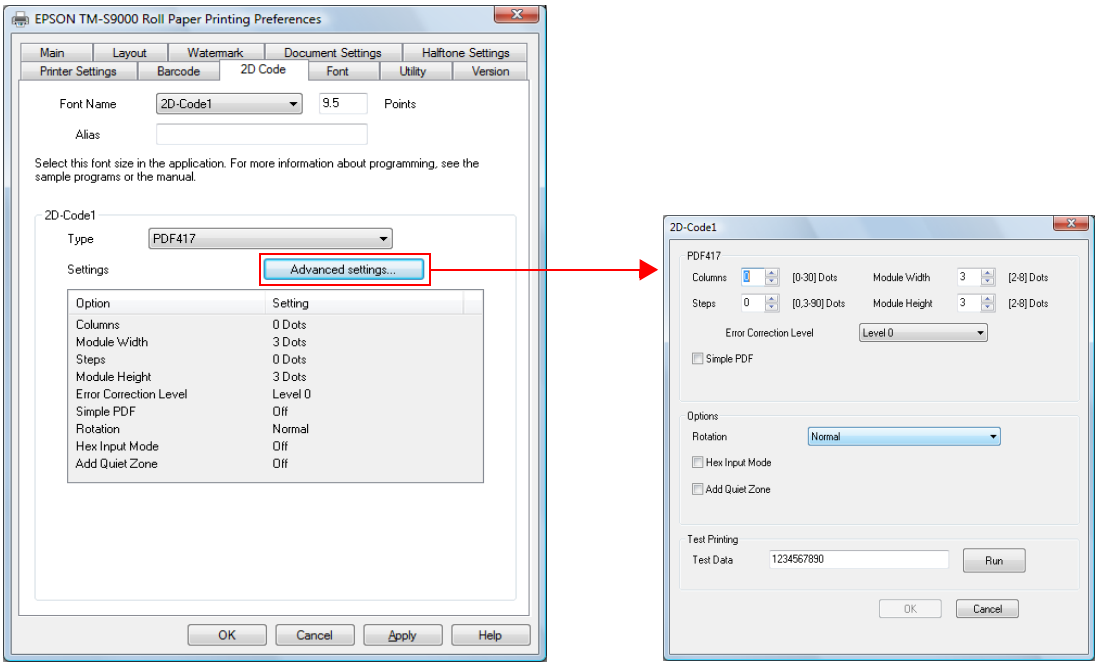 EPSON TM-S9000 Roll Paper Printing Preferences
Main Layout Watermark Document Settings Halftone Settings
Printer Settings Barcode 2D Code Font Utility Version
Font Name 2D-Code1 9.5 Points
Alias
Select this font size in the application. For more information about programming, see the
sample programs or the manual.
2D-Code1
Type PDF417
Settings Advanced settings...
Option Setting
Columns 0 Dots
Module Width 3 Dots
Steps 0 Dots
Module Height 3 Dots
Error Correction Level Level 0
Simple PDF Off
Rotation Normal
Hex Input Mode Off
Add Quiet Zone Off
OK Cancel Apply Help
2D-Code1
PDF417
Columns 0 [0-30] Dots Module Width 3 [2-8] Dots
Steps 0 [0,3-90] Dots Module Height 3 [2-8] Dots
Error Correction Level Level 0
Simple PDF
Options
Rotation Normal
Hex Input Mode
Add Quiet Zone
Test Printing
Test Data 1234567890 Run
OK Cancel